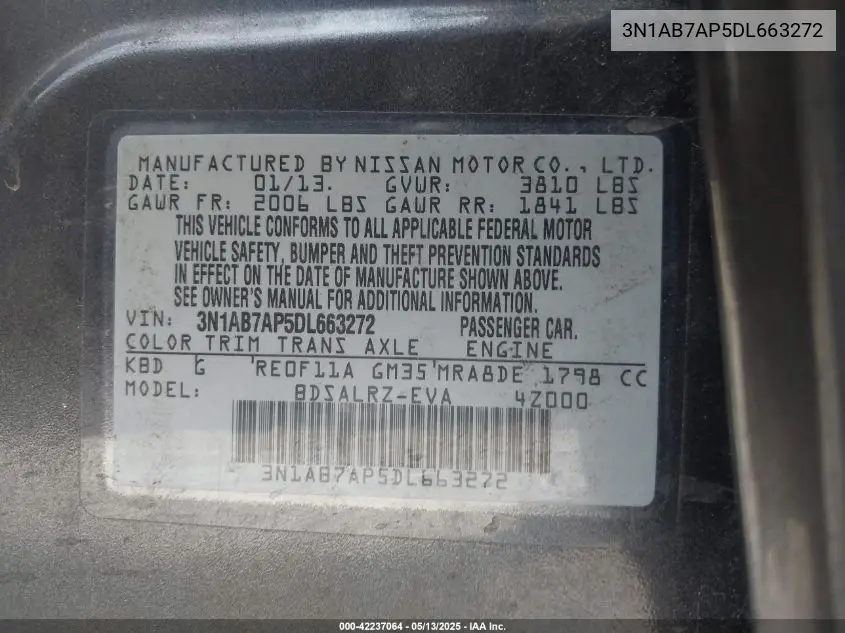 3N1AB7AP5DL663272
MANUFACTURED BY NISSAN MOTOR CO., LTD.
DATE: 01/13. GVWR: 3810 LBS
GAWR FR: 2006 LBS GAWR RR: 1841 LBS
THIS VEHICLE CONFORMS TO ALL APPLICABLE FEDERAL MOTOR
VEHICLE SAFETY, BUMPER AND THEFT PREVENTION STANDARDS
IN EFFECT ON THE DATE OF MANUFACTURE SHOWN ABOVE.
SEE OWNER'S MANUAL FOR ADDITIONAL INFORMATION.
VIN: 3N1AB7AP5DL663272 PASSENGER CAR.
COLOR TRIM TRANS AXLE ENGINE
KBD G 'RE0F11A GM35'MRA8DE 1798 CC
MODEL: BDSALRZ-EVA 4Z000
3N1AB7AP5DL663272
000-42237064 - 05/13/2025 - IAA Inc.